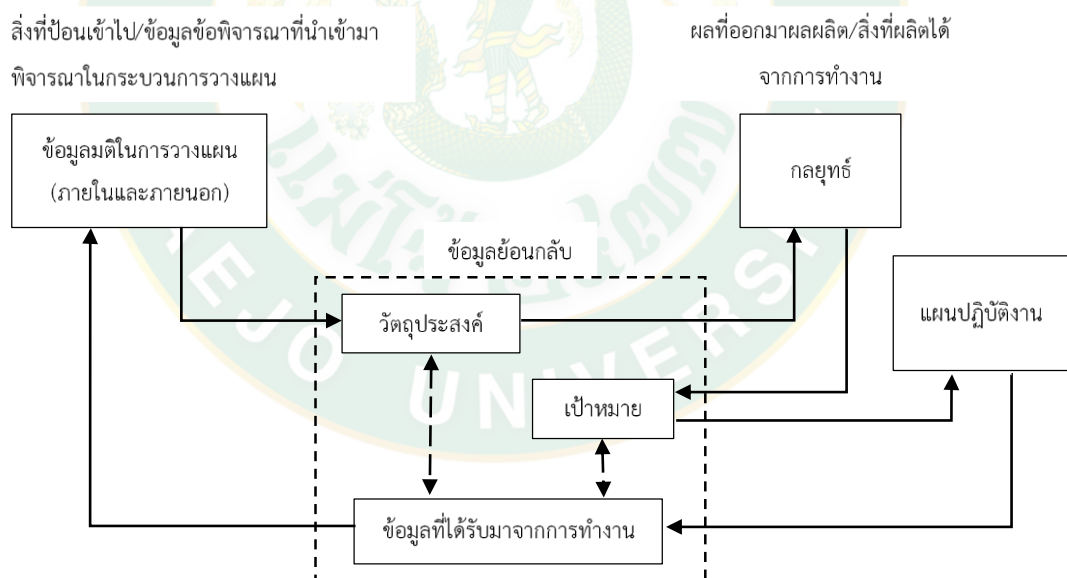 สิ่งที่ป้อนเข้าไป/ข้อมูลข้อพิจารณาที่นำเข้ามา
พิจารณาในกระบวนการวางแผน
ผลที่ออกมาผลผลิต/สิ่งที่ผลิตได้
จากการทำงาน
ข้อมูลมติในการวางแผน
(ภายในและภายนอก)
กลยุทธ์
ข้อมูลย้อนกลับ
วัตถุประสงค์
แผนปฏิบัติงาน
เป้าหมาย
ข้อมูลที่ได้รับมาจากการทำงาน
EJO UNIVERS